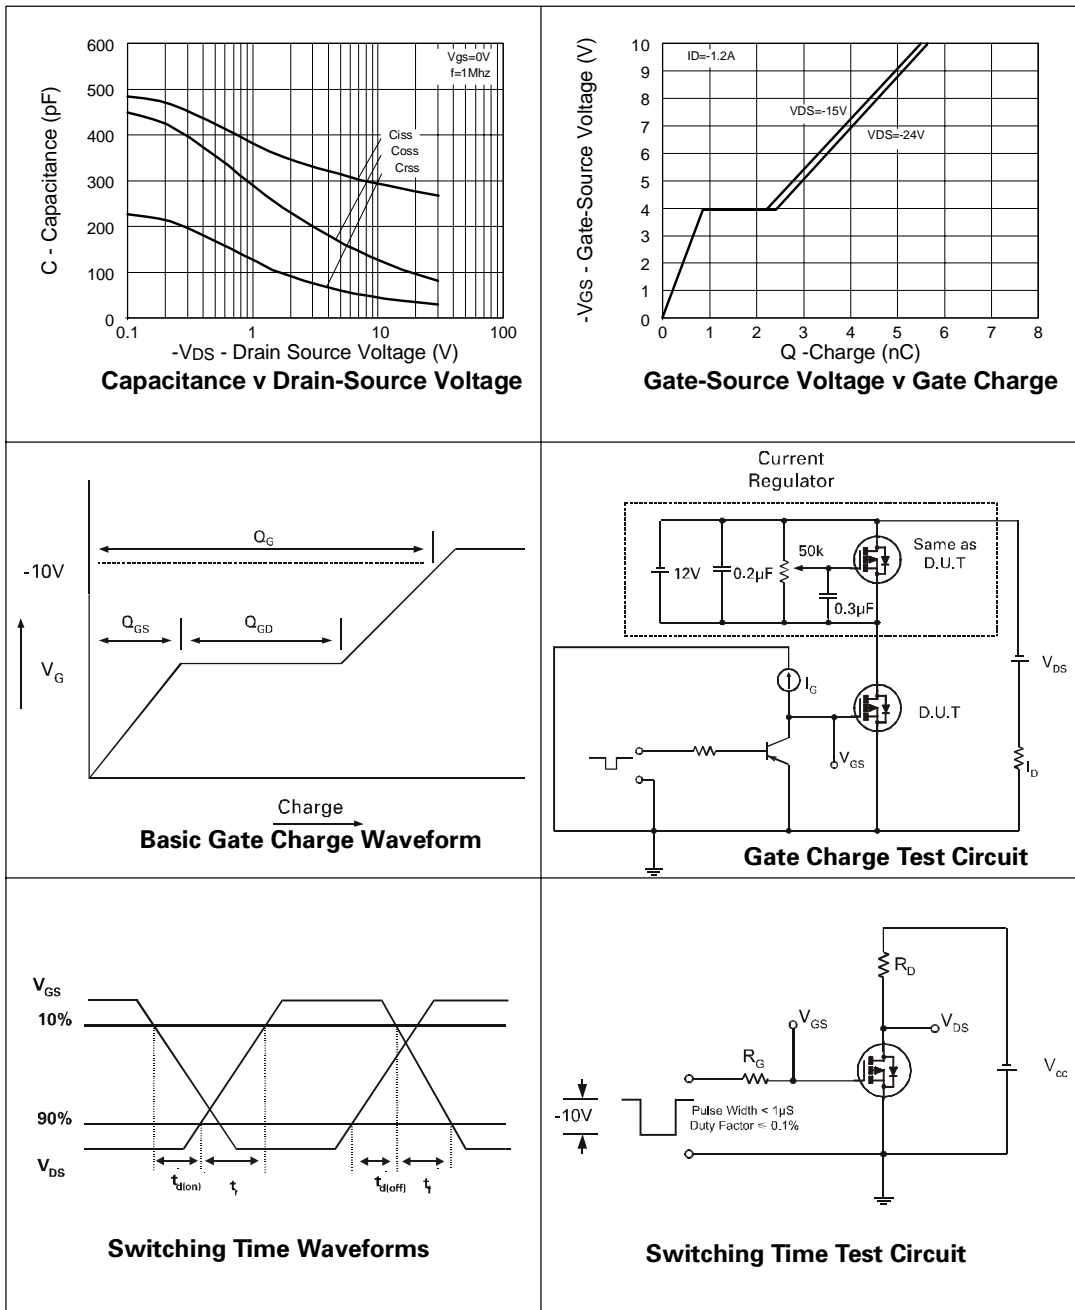 600
500
400
300
200
100
0
C - Capacitance (pF)
Vgs=0V
f=1Mhz
Ciss
Coss
Crss
0.1
1
10
100
-VDS - Drain Source Voltage (V)
Capacitance v Drain-Source Voltage
10
9
8
7
6
5
4
3
2
1
0
-VGS - Gate-Source Voltage (V)
ID=-1.2A
VDS=-15V
VDS=-24V
0
1
2
3
4
5
6
7
8
Q -Charge (nC)
Gate-Source Voltage v Gate Charge
QG
-10V
QGS
QGD
VG
Charge
Basic Gate Charge Waveform
Current
Regulator
12V
0.2µF
50k
0.3µF
Same as
D.U.T
IG
VGS
D.U.T
VDS
ID
Gate Charge Test Circuit
VGS
10%
90%
VDS
td(on)
tr
td(off)
tf
Switching Time Waveforms
RD
VGS
VDS
RG
Vcc
-10V
Pulse Width < 1µS
Duty Factor ≤ 0.1%
Switching Time Test Circuit